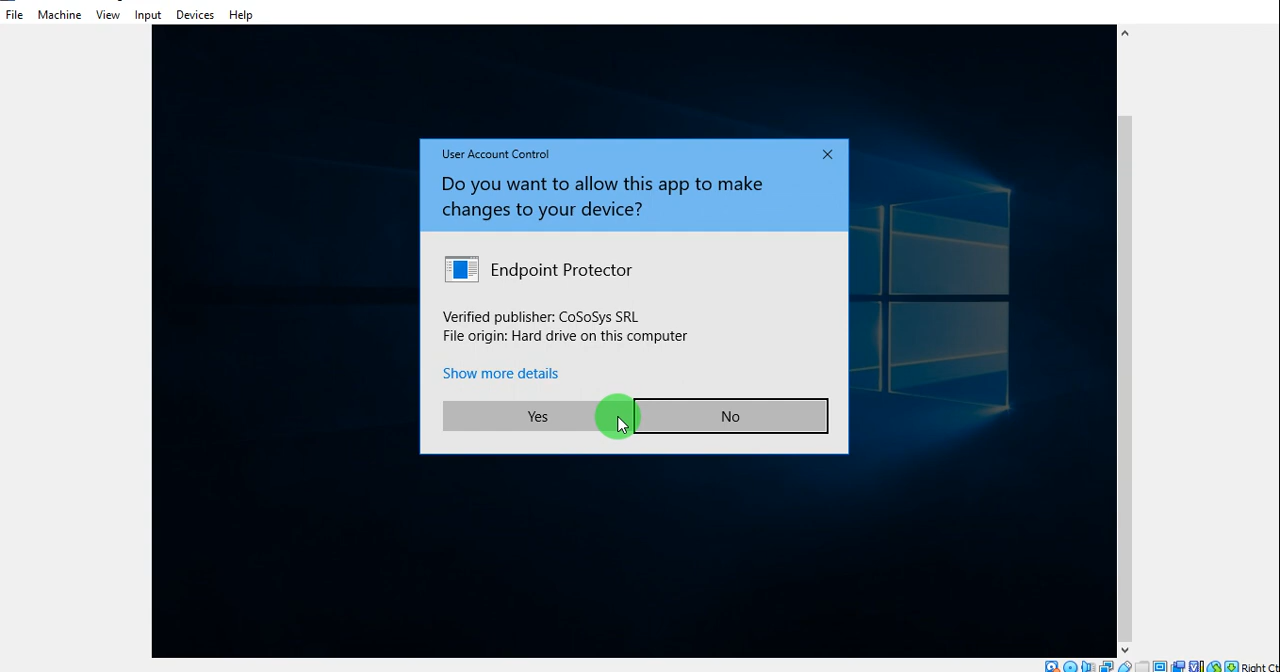 File Machine View Input Devices Help
User Account Control
Do you want to allow this app to make
changes to your device?
Endpoint Protector
Verified publisher: CoSoSys SRL
File origin: Hard drive on this computer
Show more details
Yes No
Right Ct